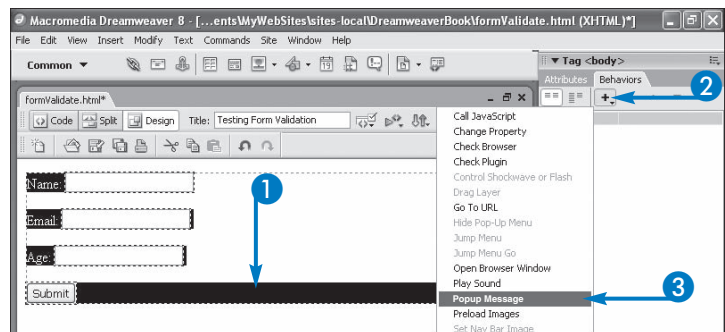 Macromedia Dreamweaver 8 - [...ents\MyWebSites\sites-local\DreamweaverBook\formValidate.html (XHTML)*]
File Edit View Insert Modify Text Commands Site Window Help
Common
Tag <body>
Attributes Behaviors
2
formValidate.html*
Code Split Design Title: Testing Form Validation
Call JavaScript
Change Property
Check Browser
Check Plugin
Control Shockwave or Flash
Drag Layer
Go To URL
Hide Pop-Up Menu
Jump Menu
Jump Menu Go
Open Browser Window
Play Sound
Popup Message
Preload Images
Set Nav Bar Image
Name:
1
Email:
Age:
Submit
3